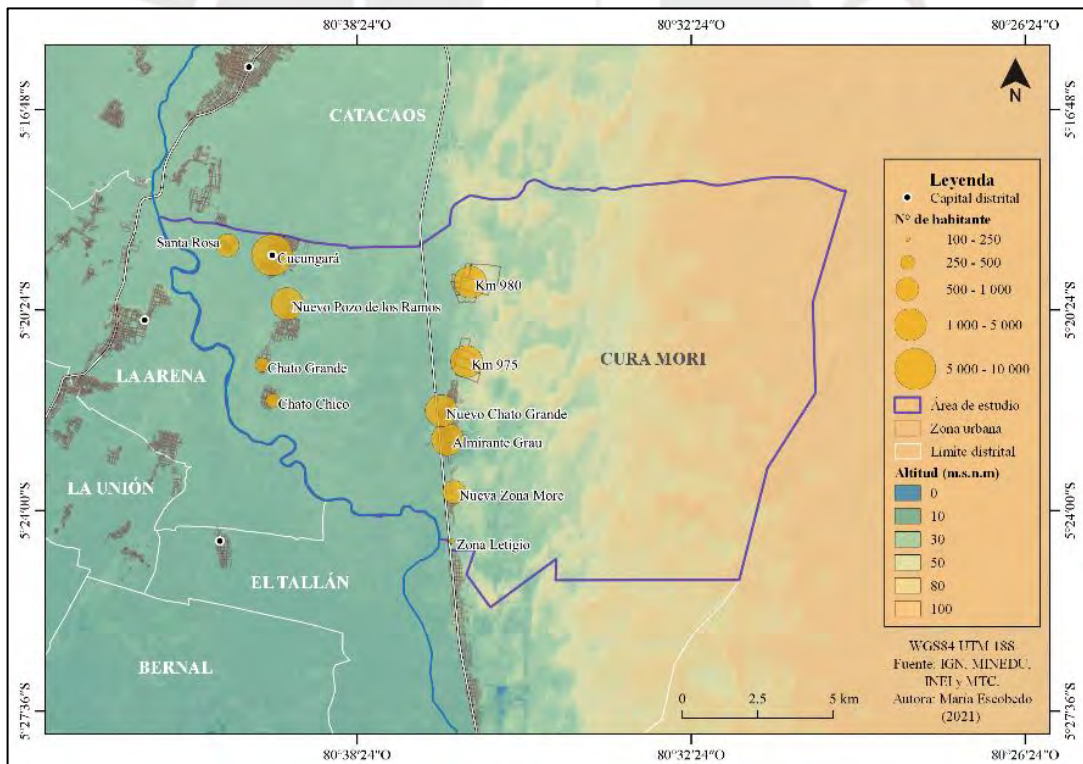 80°38'24"O
80°32'24"O
80°26'24"O
5°16'48"S
5°16'48"S
N
CATACAOS
Leyenda
Capital distrital
N° de habitante
100 - 250
250 - 500
500 - 1 000
1 000 - 5 000
5 000 - 10 000
Área de estudio
Zona urbana
Límite distrital
Altitud (m.s.n.m)
0
10
30
50
80
100
Santa Rosa
Cucungará
Km 980
Nuevo Pozo de los Ramos
5°20'24"S
5°20'24"S
Km 975
CURA MORI
Chato Grande
LA ARENA
Chato Chico
Nuevo Chato Grande
Almirante Grau
LA UNIÓN
Nueva Zona More
5°24'00"S
5°24'00"S
Zona Letigio
EL TALLÁN
BERNAL
WGS84 UTM 18S
Fuente: IGN, MINEDU,
INEI y MTC.
Autora: María Escobedo
(2021)
0
2.5
5 km
5°27'36"S
5°27'36"S
80°38'24"O
80°32'24"O
80°26'24"O